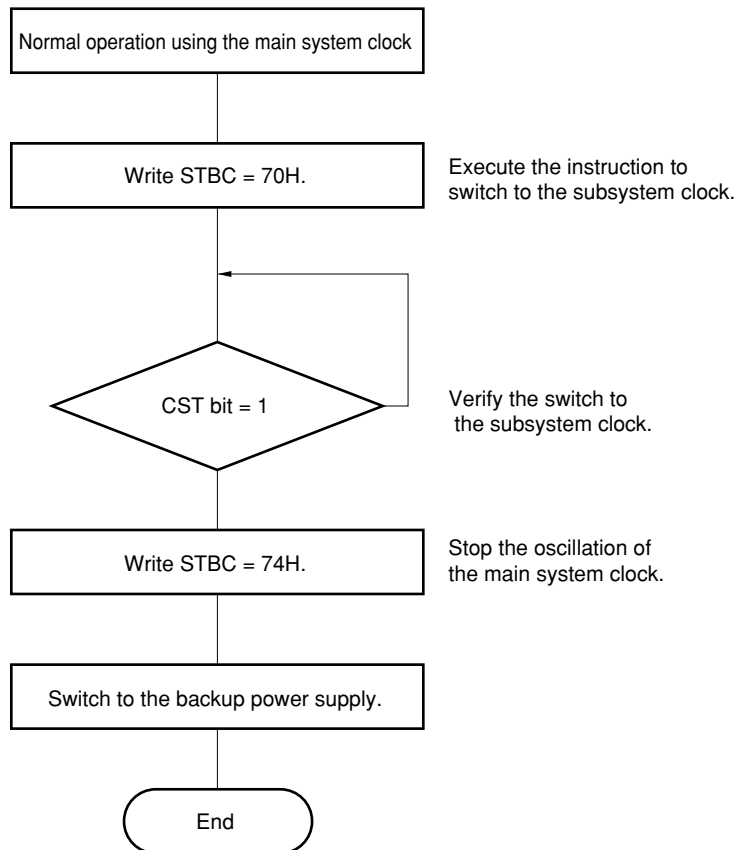 Normal operation using the main system clock
Write STBC = 70H.
Execute the instruction to
switch to the subsystem clock.
CST bit = 1
Verify the switch to
the subsystem clock.
Write STBC = 74H.
Stop the oscillation of
the main system clock.
Switch to the backup power supply.
End